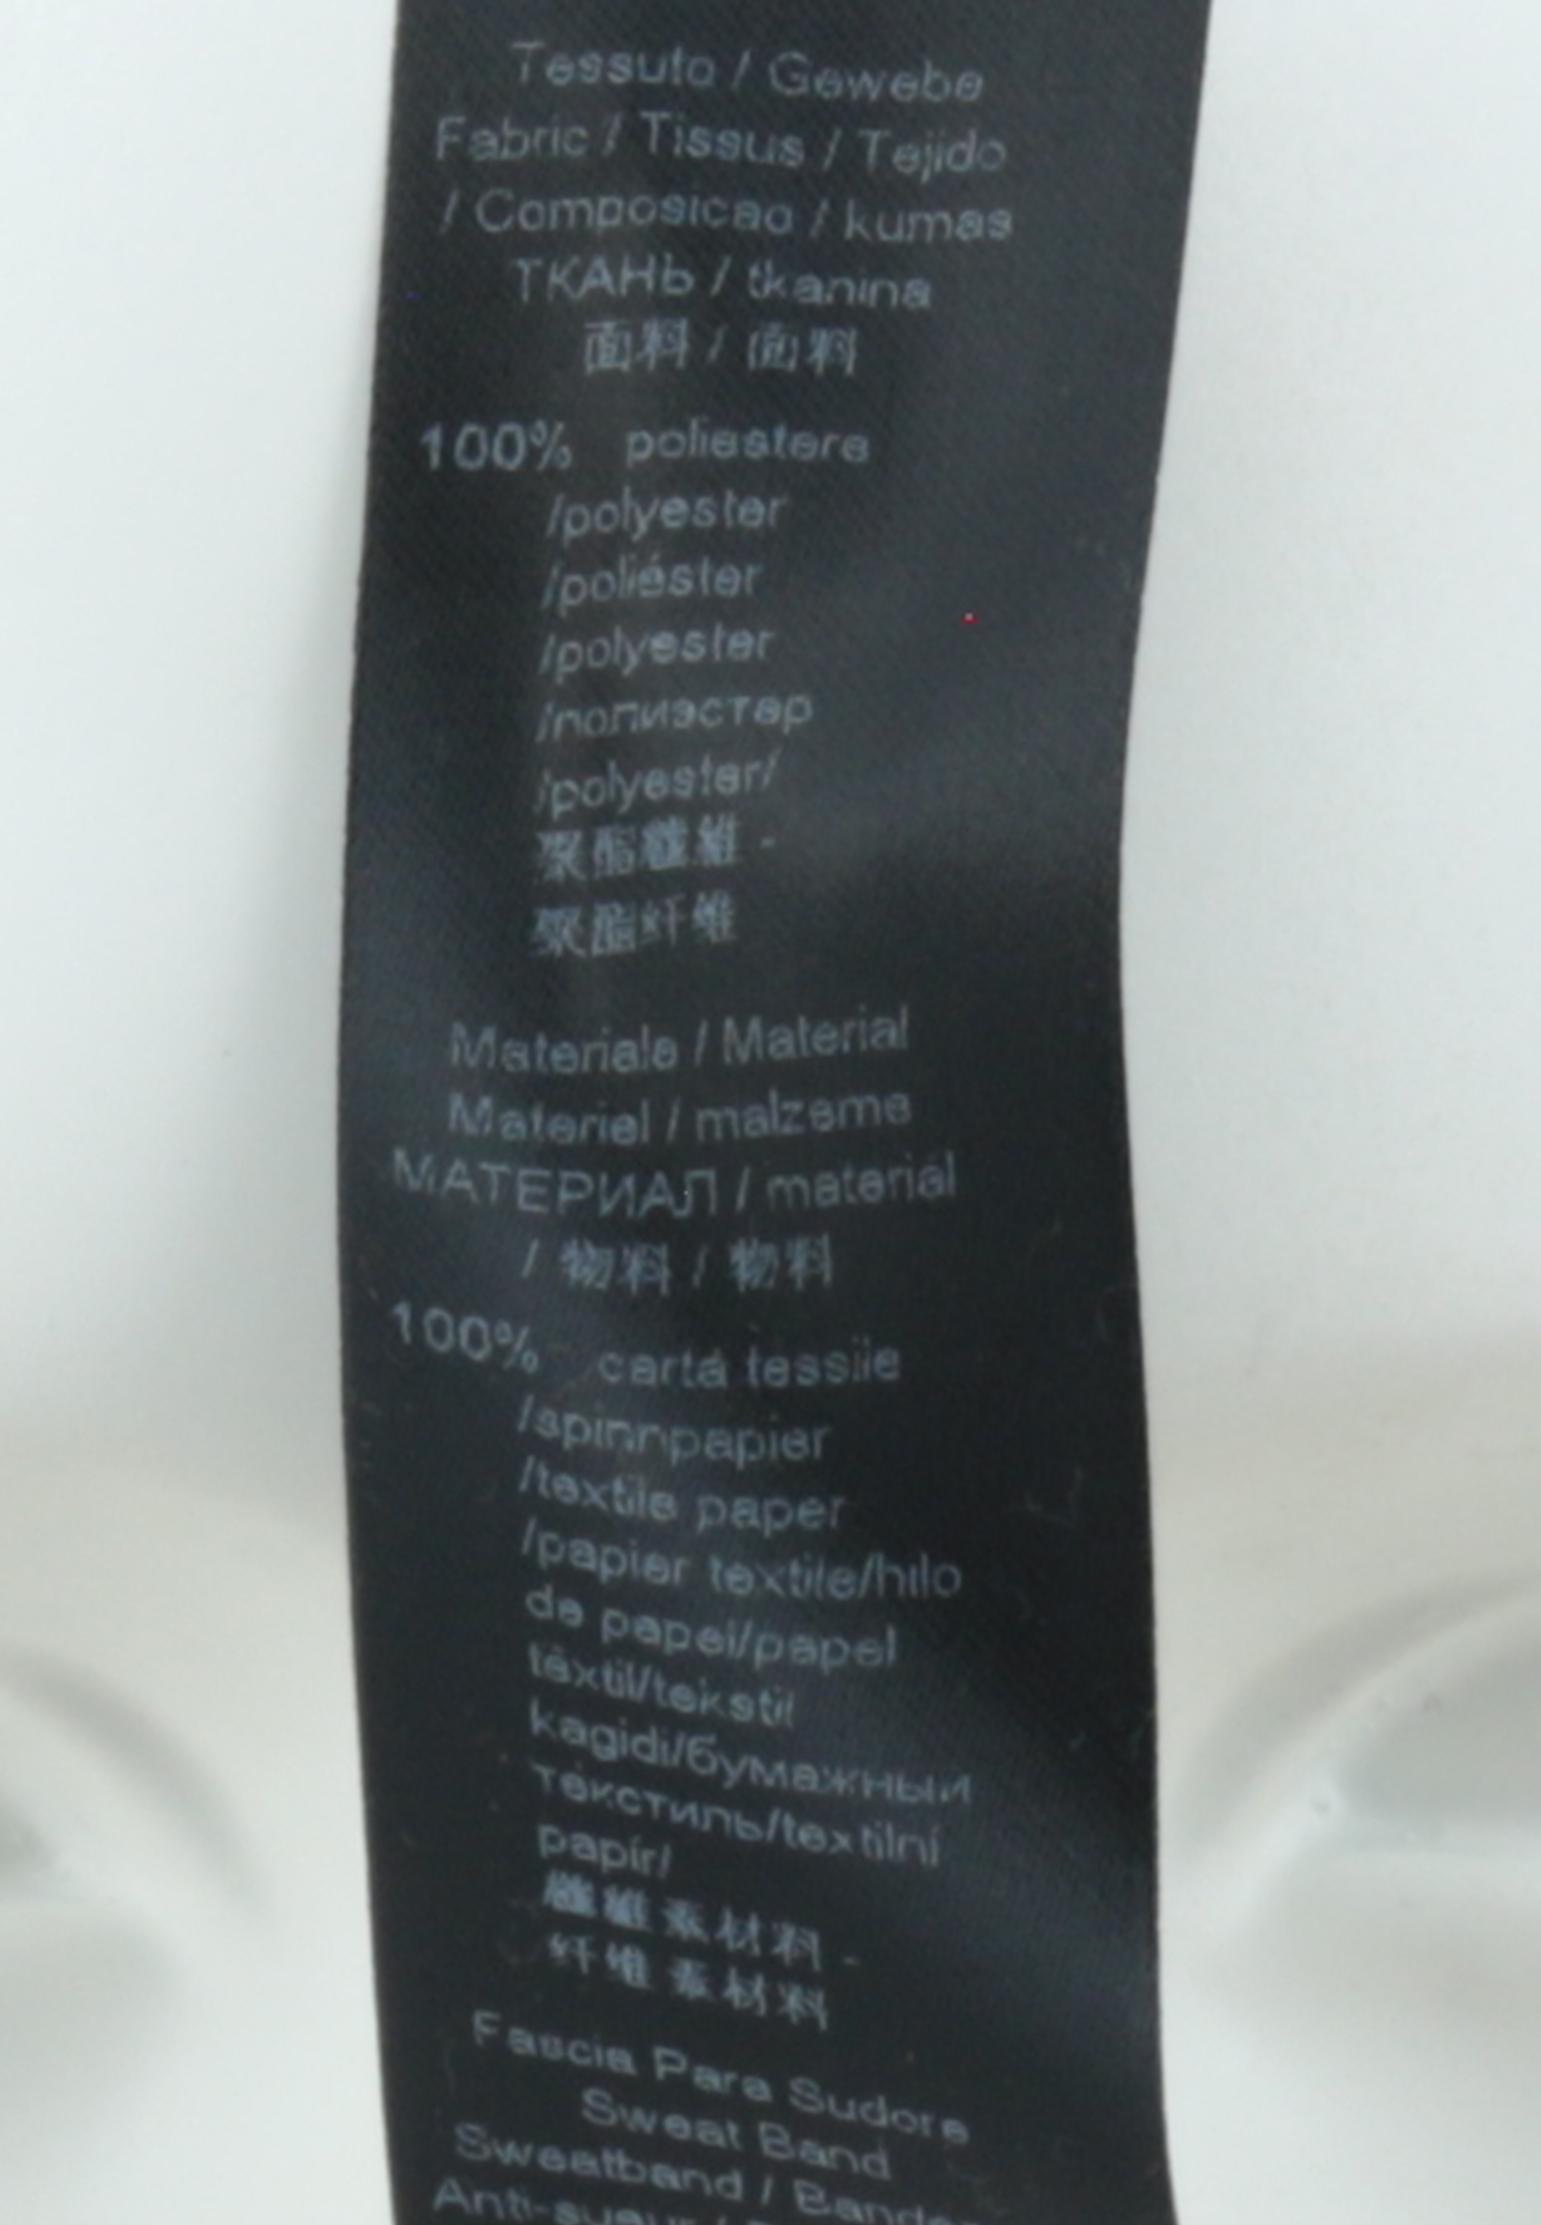 Tessuto / Gewebe
Fabric / Tissus / Tejido
/ Composicao / kumas
ТКАНЬ / tkanina
面料 / 面料
100% poliestere
/polyester
/poliéster
/polyester
/полиэстер
/polyester/
聚酯纖維 -
聚酯纤维
Materiale / Material
Materiel / malzeme
МАТЕРИАЛ / materiál
/ 物料 / 物料
100% carta tessile
/spinnpapier
/textile paper
/papier textile/hilo
de papel/papel
têxtil/tekstil
kagidi/бумажный
текстиль/textilní
papír/
纖維素材料 -
纤维素材料
Fascia Para Sudore
Sweat Band
Sweatband / Bandeau
Anti-sueur /